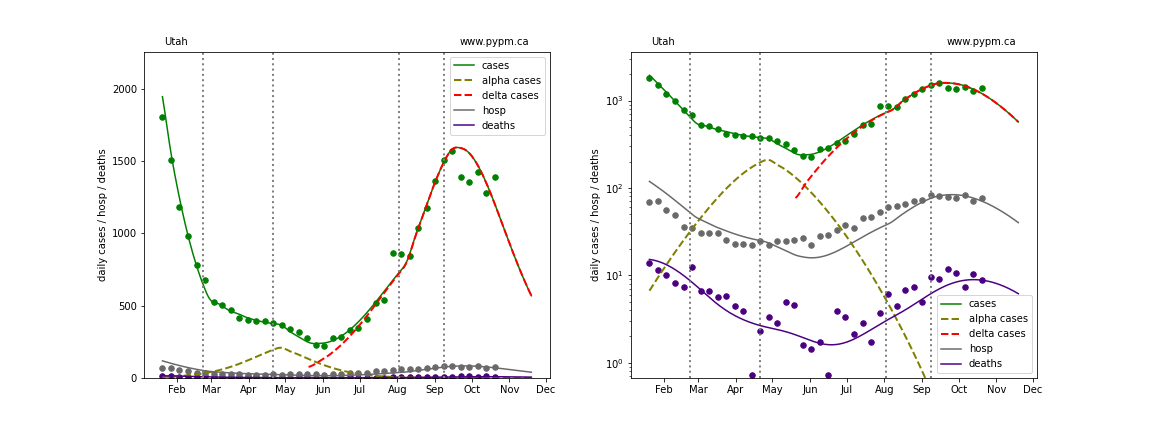 Utah www.pypm.ca
cases
alpha cases
delta cases
hosp
deaths
daily cases / hosp / deaths
2000
1500
1000
500
0
Feb Mar Apr May Jun Jul Aug Sep Oct Nov Dec
Utah www.pypm.ca
daily cases / hosp / deaths
10³
10²
10¹
10⁰
cases
alpha cases
delta cases
hosp
deaths
Feb Mar Apr May Jun Jul Aug Sep Oct Nov Dec